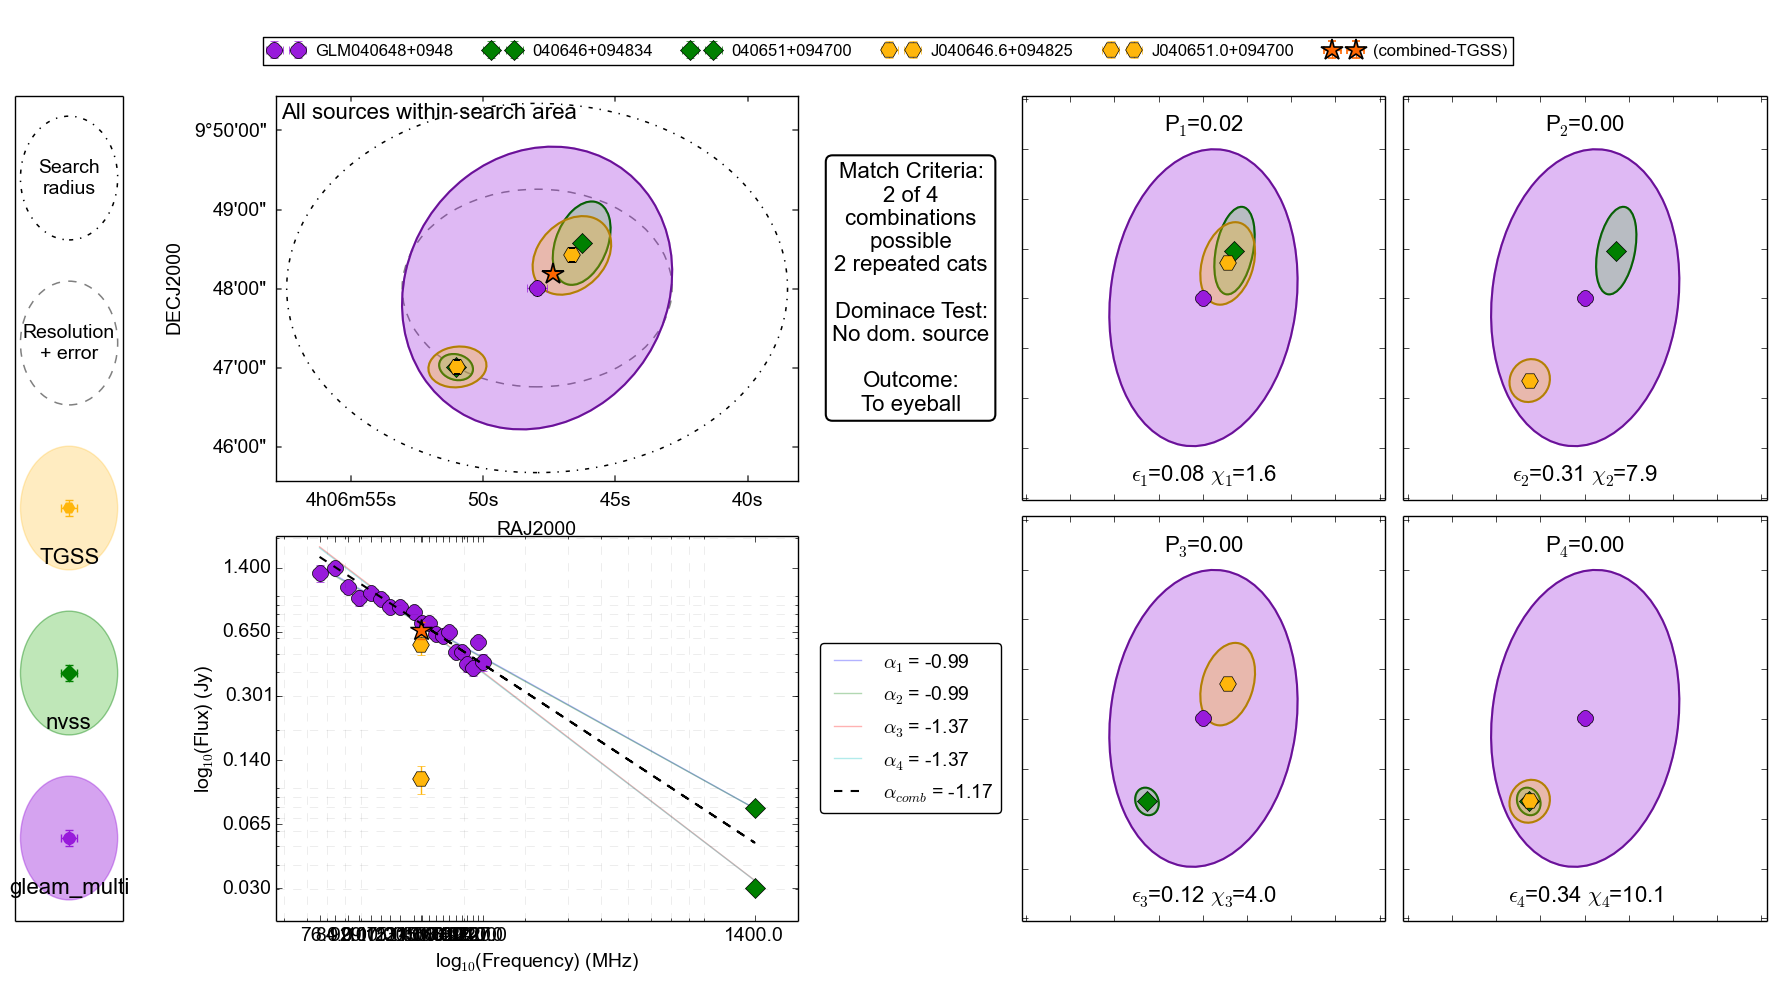 GLM040648+0948 040646+094834 040651+094700 J040646.6+094825 J040651.0+094700 (combined-TGSS)
Search
radius
Resolution
+ error
TGSS
nvss
gleam_multi
All sources within search area
DECJ2000
9°50'00"
49'00"
48'00"
47'00"
46'00"
4h06m55s 50s 45s 40s
RAJ2000
Match Criteria:
2 of 4
combinations
possible
2 repeated cats
Dominace Test:
No dom. source
Outcome:
To eyeball
P1=0.02
ϵ1=0.08 χ1=1.6
P2=0.00
ϵ2=0.31 χ2=7.9
P3=0.00
ϵ3=0.12 χ3=4.0
P4=0.00
ϵ4=0.34 χ4=10.1
log10(Flux) (Jy)
1.400
0.650
0.301
0.140
0.065
0.030
1400.0
log10(Frequency) (MHz)
α1 = -0.99
α2 = -0.99
α3 = -1.37
α4 = -1.37
αcomb = -1.17